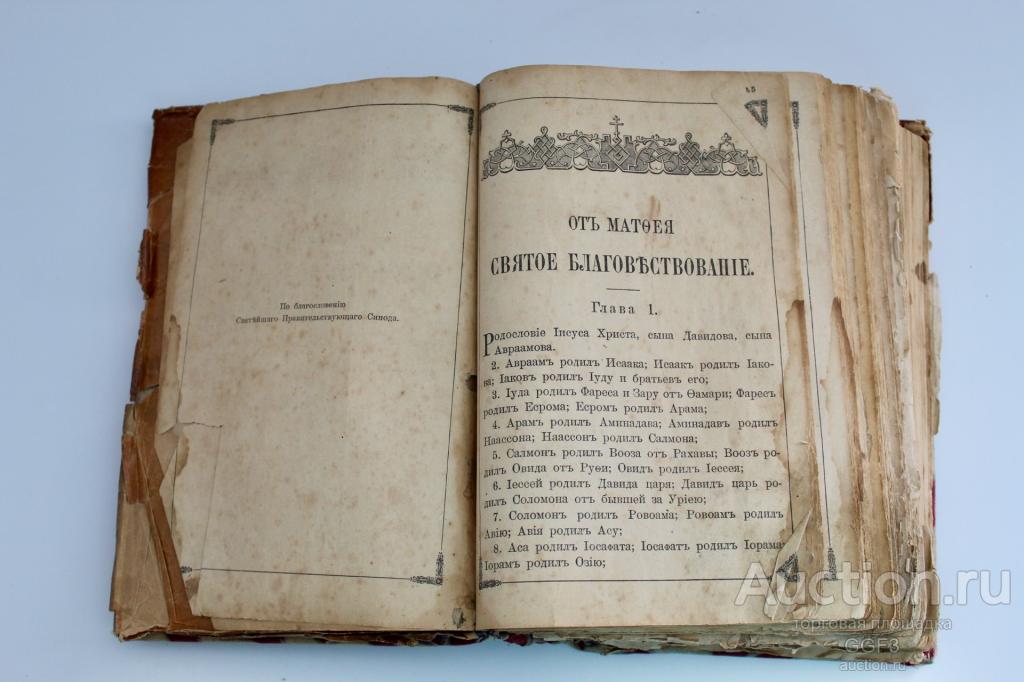 По благословенію
Святѣйшаго Правительствующаго Синода.
ОТЪ МАТѲЕЯ
СВЯТОЕ БЛАГОВѢСТВОВАНІЕ.
Глава 1.
Родословіе Іисуса Христа, сына Давидова, сына
Авраамова.
2. Авраамъ родилъ Исаака; Исаакъ родилъ Іако-
ва; Іаковъ родилъ Іуду и братьевъ его;
3. Іуда родилъ Фареса и Зару отъ Ѳамари; Фаресъ
родилъ Есрома; Есромъ родилъ Арама;
4. Арамъ родилъ Аминадава; Аминадавъ родилъ
Наассона; Наассонъ родилъ Салмона;
5. Салмонъ родилъ Вооза отъ Рахавы; Воозъ ро-
дилъ Овида отъ Руѳи; Овидъ родилъ Іессея;
6. Іессей родилъ Давида царя; Давидъ царь ро-
дилъ Соломона отъ бывшей за Уріею;
7. Соломонъ родилъ Ровоама; Ровоамъ родилъ
Авію; Авія родилъ Асу;
8. Аса родилъ Іосафата; Іосафатъ родилъ Іорама;
Іорамъ родилъ Озію;
Auction.ru
торговая площадка
GGF3
auction.ru